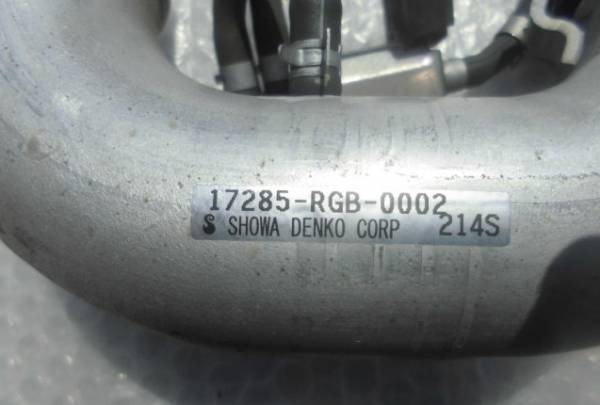 17285-RGB-0002
S SHOWA DENKO CORP 214S